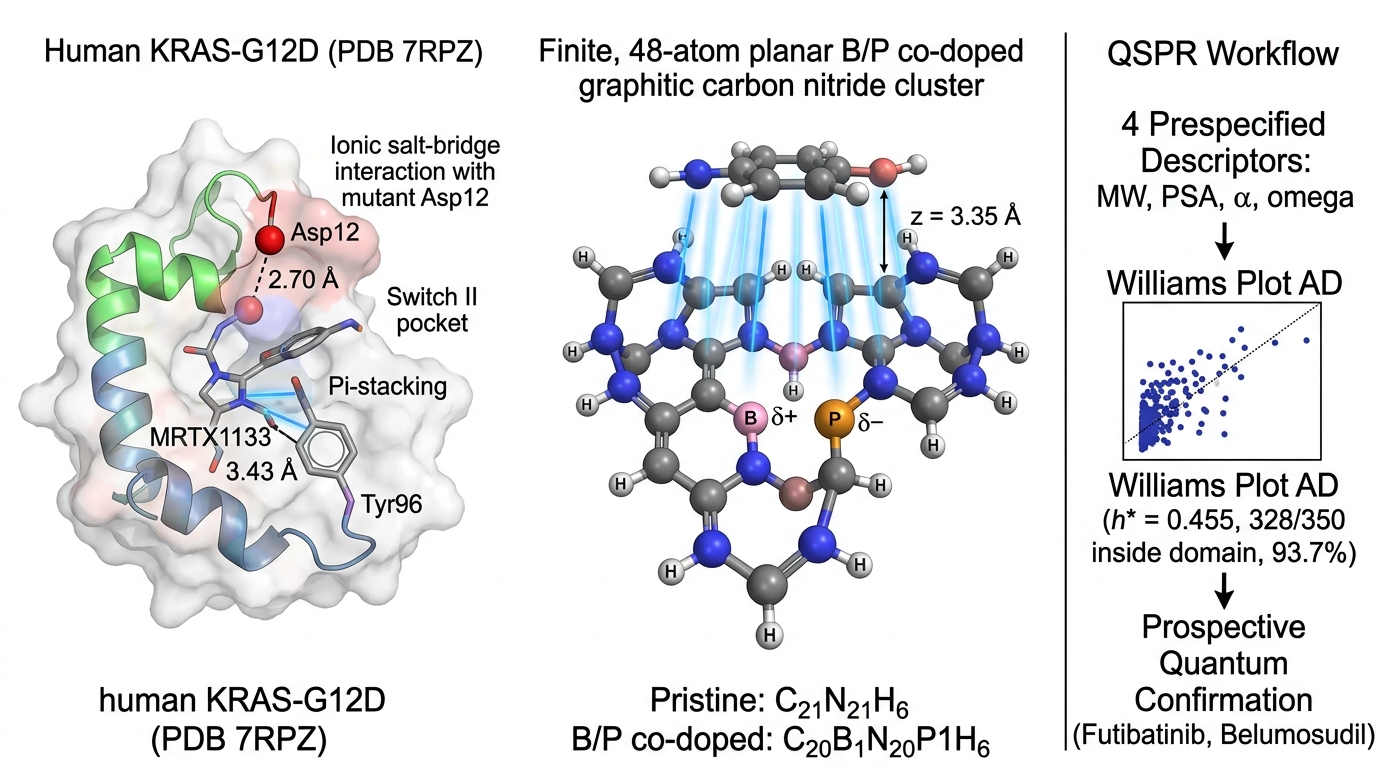 Human KRAS-G12D (PDB 7RPZ)
Ionic salt-bridge
interaction with
mutant Asp12
Asp12
2.70 Å
Switch II
pocket
Pi-stacking
MRTX1133
3.43 Å
Tyr96
human KRAS-G12D
(PDB 7RPZ)
Finite, 48-atom planar B/P co-doped
graphitic carbon nitride cluster
z = 3.35 Å
H
H H H H H
H H
H
H H
B δ+ P δ−
H
H H
H H
H
Pristine: C₂₁N₂₁H₆
B/P co-doped: C₂₀B₁N₂₀P1H₆
QSPR Workflow
4 Prespecified
Descriptors:
MW, PSA, α, omega
Williams Plot AD
Williams Plot AD
(h* = 0.455, 328/350
inside domain, 93.7%)
Prospective
Quantum
Confirmation
(Futibatinib, Belumosudil)